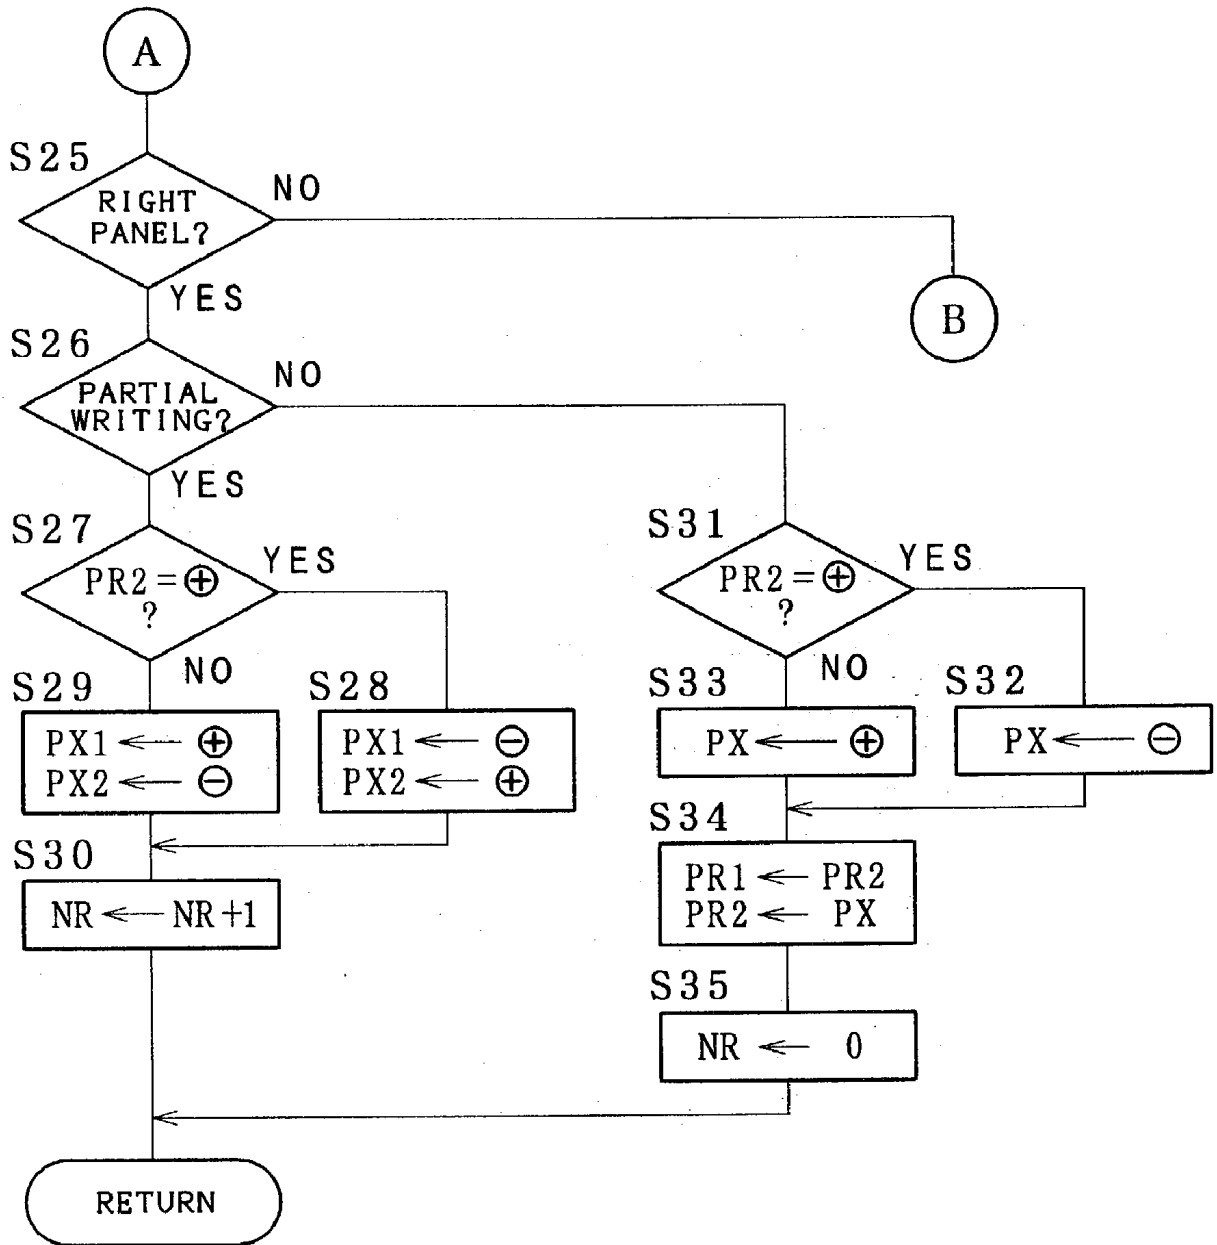 A
S25
RIGHT
PANEL?
NO
YES
B
S26
PARTIAL
WRITING?
NO
YES
S27
PR2=⊕
?
YES
NO
S31
PR2=⊕
?
YES
NO
S29
PX1 ← ⊕
PX2 ← ⊖
S28
PX1 ← ⊖
PX2 ← ⊕
S33
PX ← ⊕
S32
PX ← ⊖
S30
NR ← NR+1
S34
PR1 ← PR2
PR2 ← PX
S35
NR ← 0
RETURN